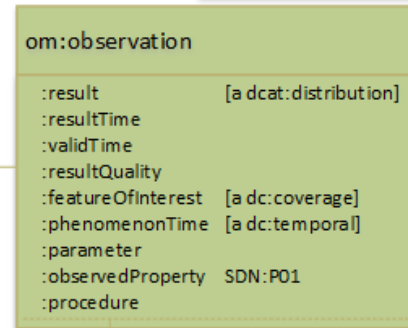 om:observation
:result [a dcat:distribution]
:resultTime
:validTime
:resultQuality
:featureOfInterest [a dc:coverage]
:phenomenonTime [a dc:temporal]
:parameter
:observedProperty SDN:P01
:procedure